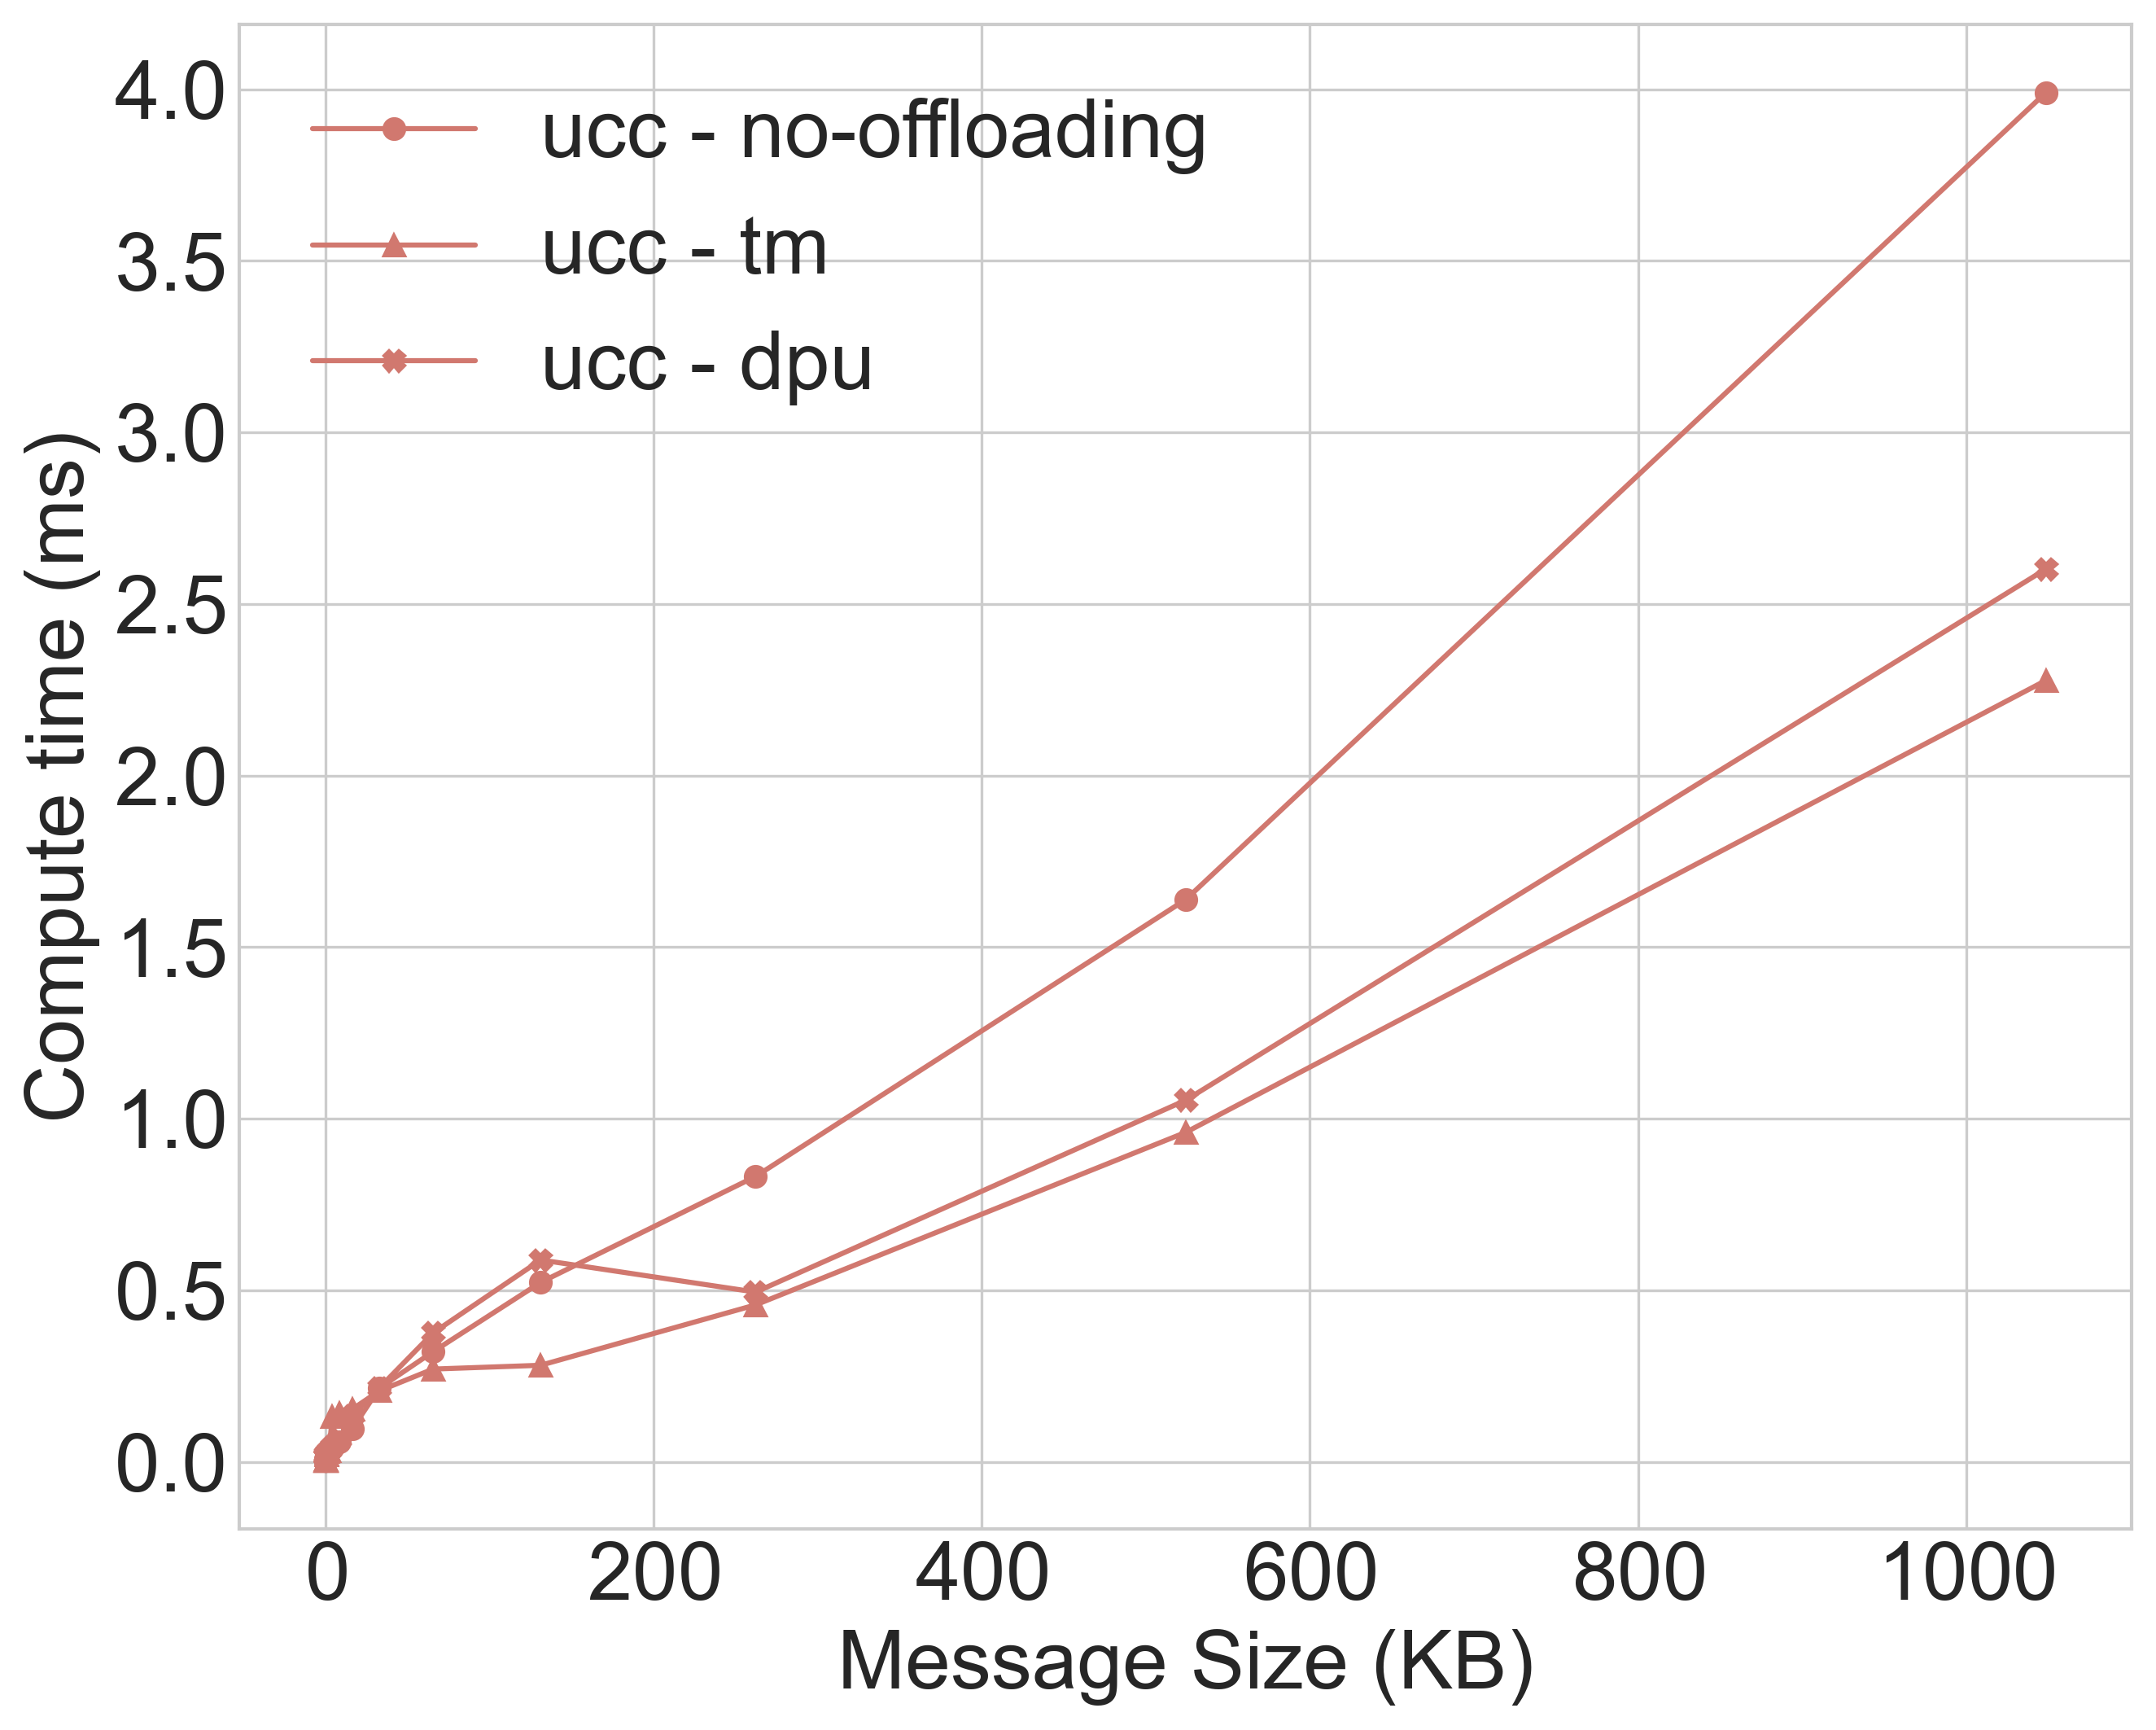 ucc - no-offloading
ucc - tm
ucc - dpu
Compute time (ms)
4.0
3.5
3.0
2.5
2.0
1.5
1.0
0.5
0.0
0 200 400 600 800 1000
Message Size (KB)